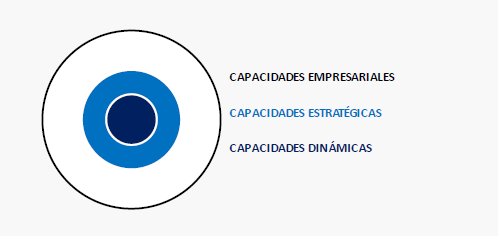 CAPACIDADES EMPRESARIALES
CAPACIDADES ESTRATÉGICAS
CAPACIDADES DINÁMICAS